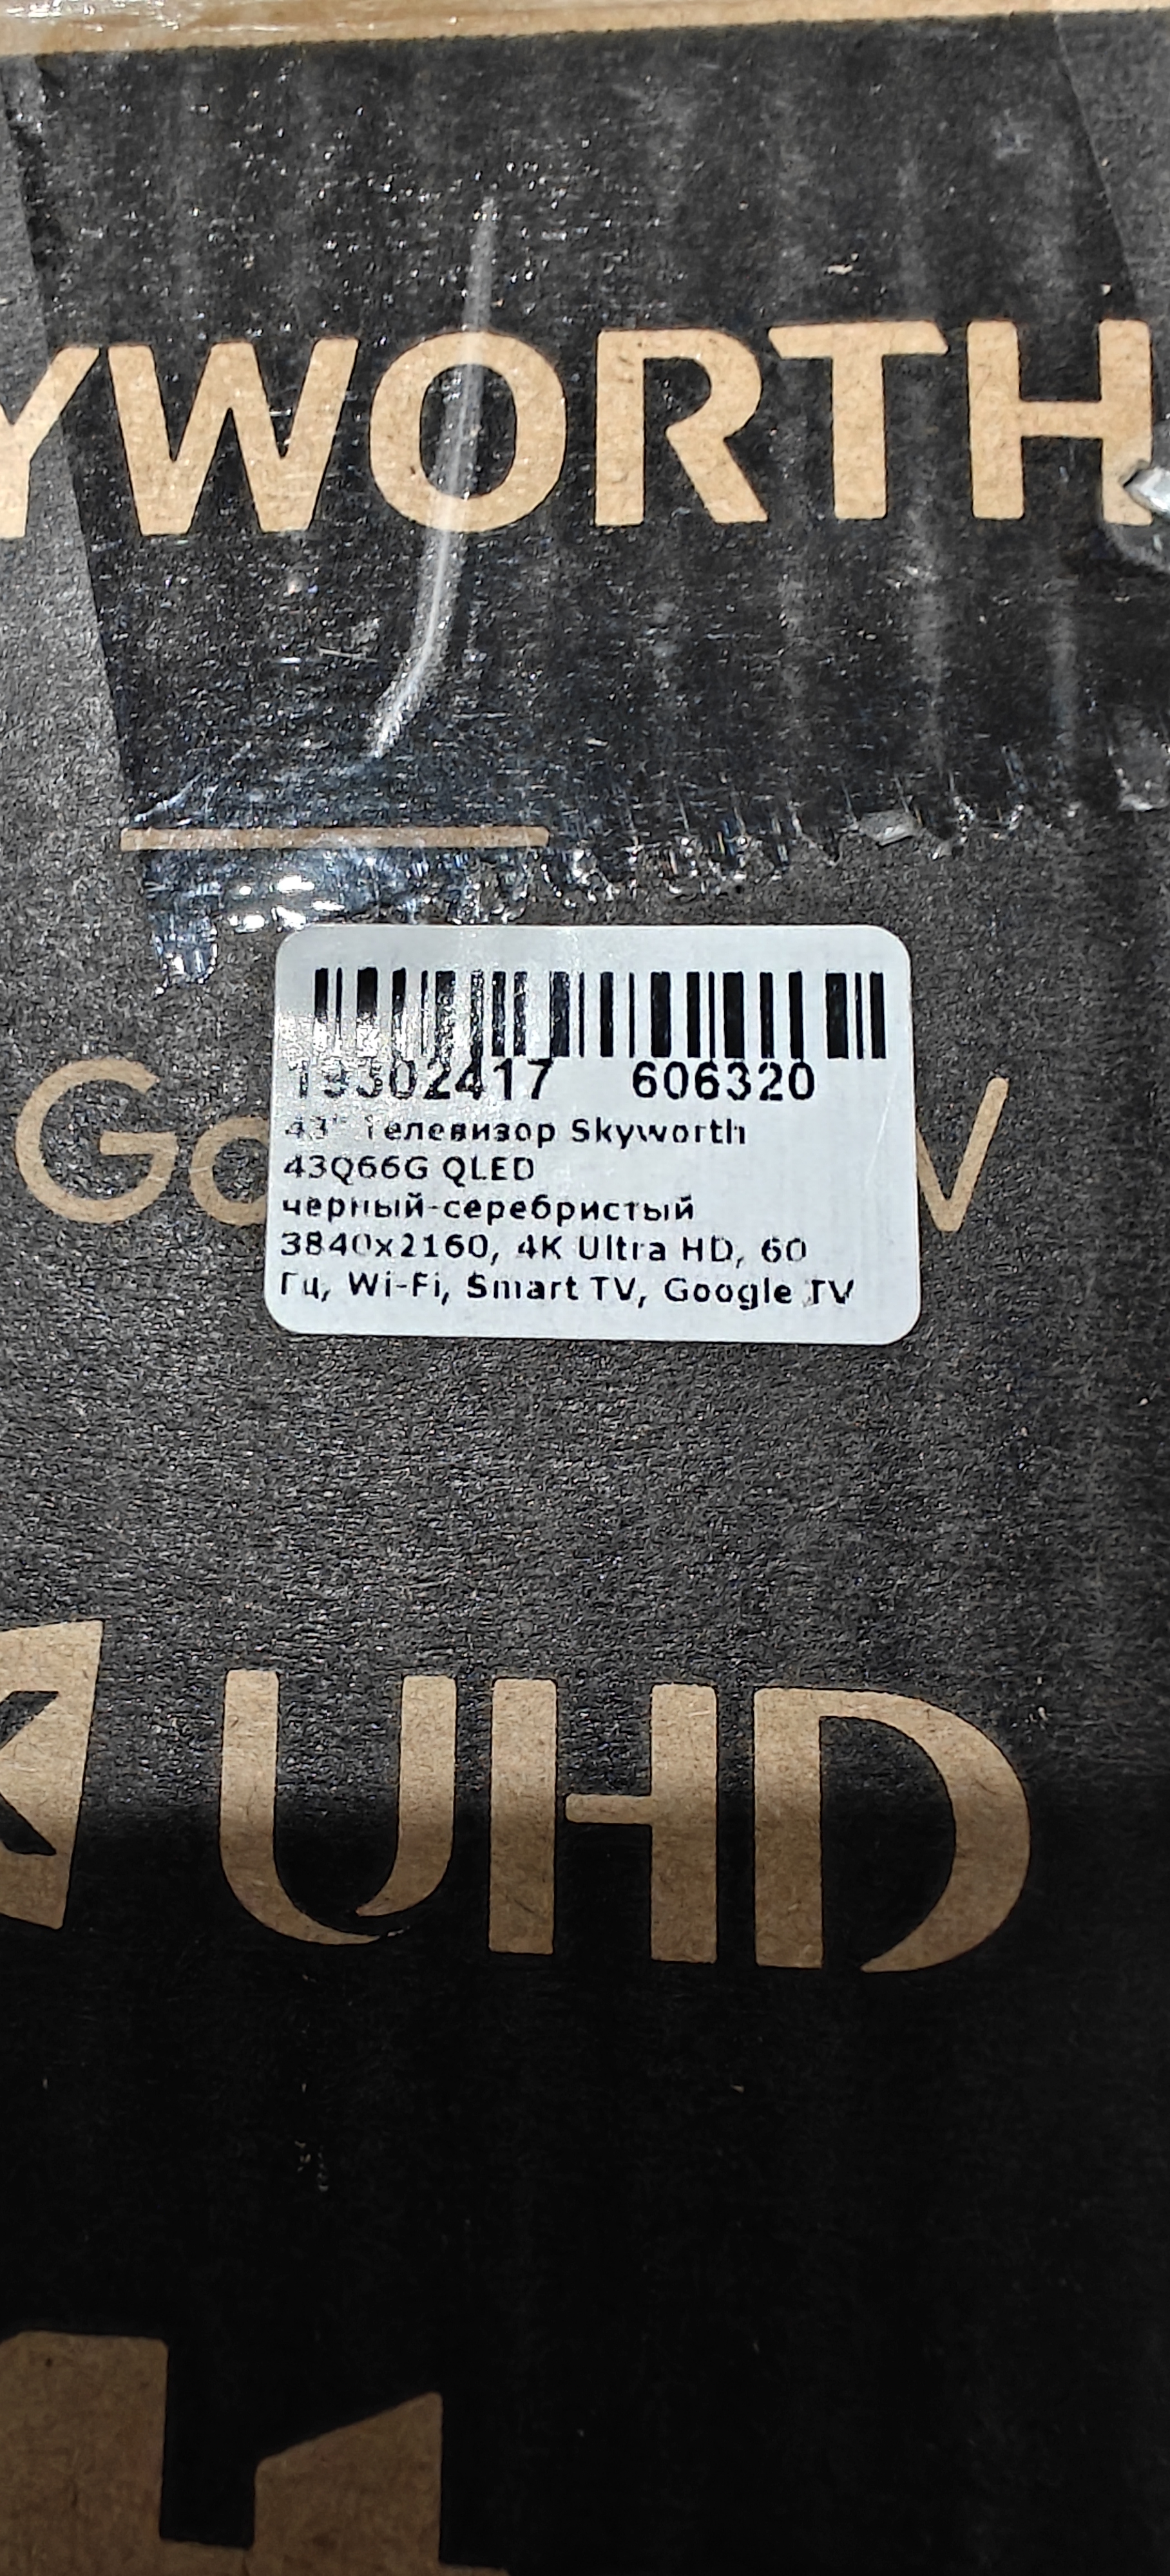 YWORTH
19302417 606320
43" Телевизор Skyworth
43Q66G QLED
черный-серебристый
3840x2160, 4K Ultra HD, 60
Гц, Wi-Fi, Smart TV, Google TV
Go V
K UHD